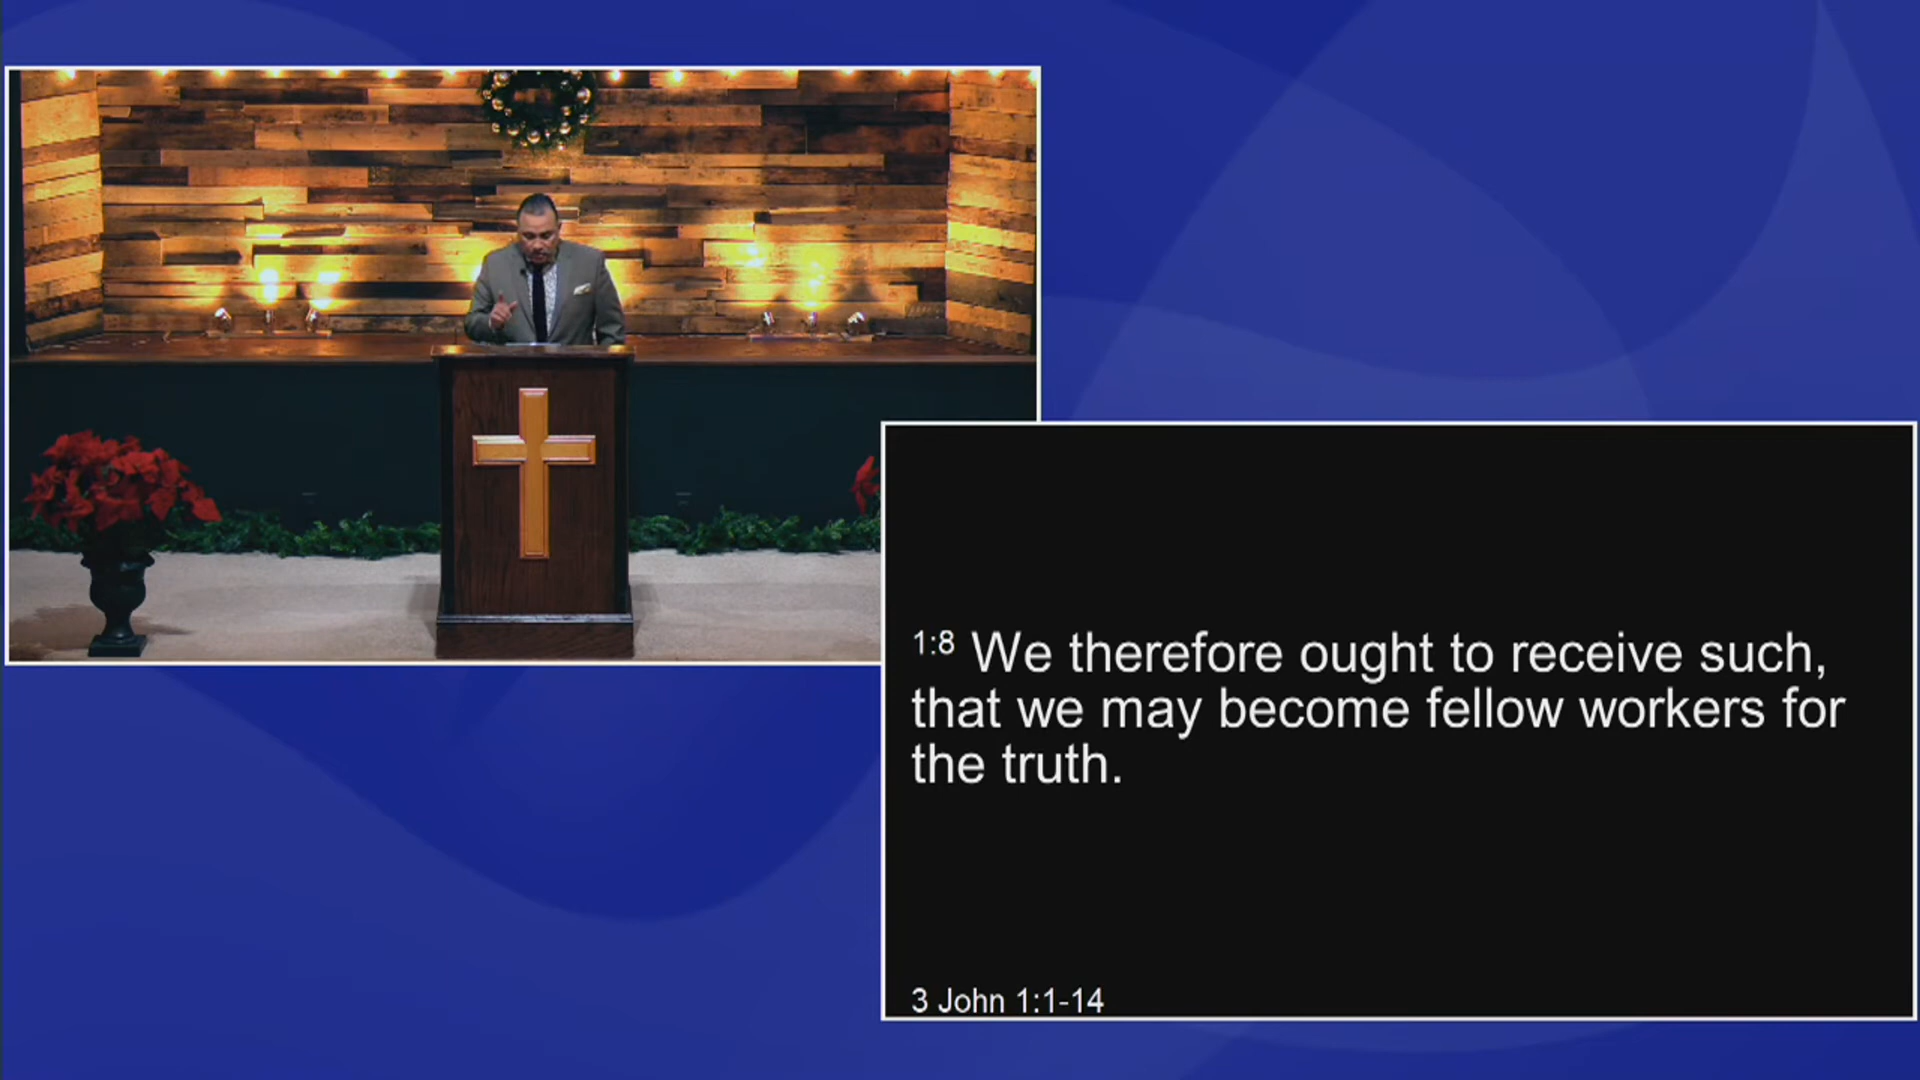 1:8 We therefore ought to receive such,
that we may become fellow workers for
the truth.
3 John 1:1-14